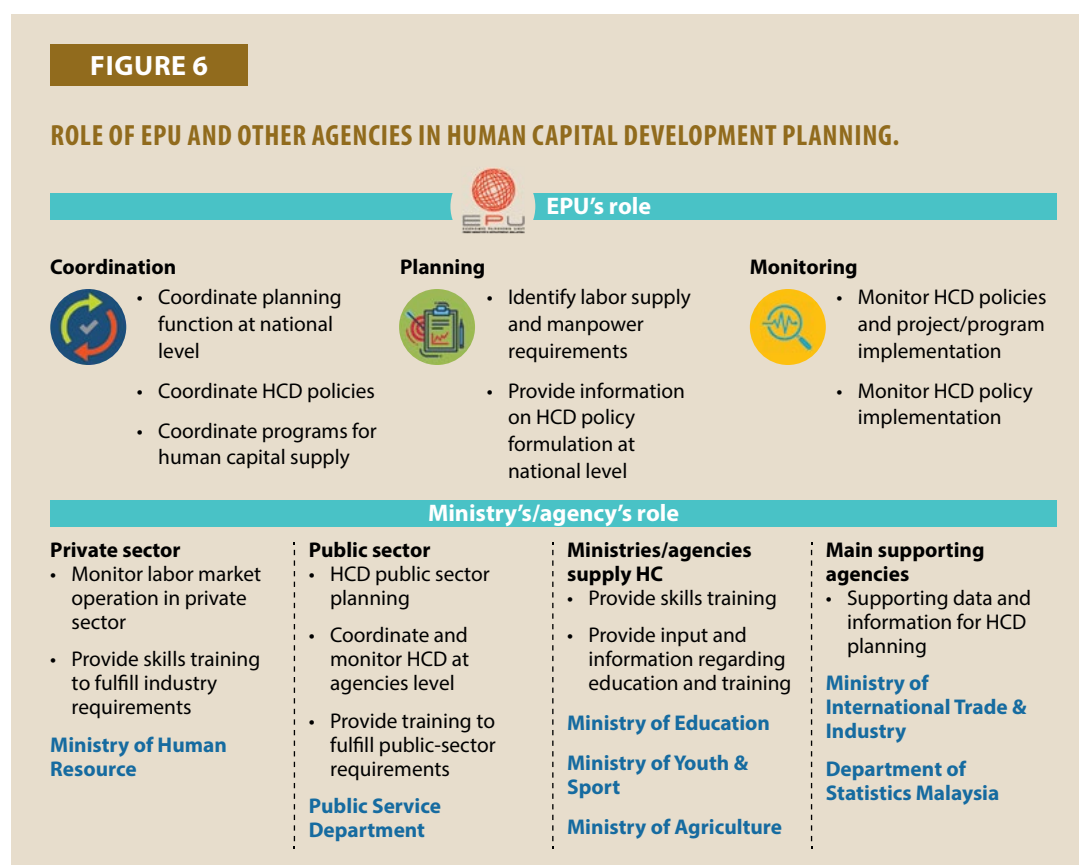 FIGURE 6
ROLE OF EPU AND OTHER AGENCIES IN HUMAN CAPITAL DEVELOPMENT PLANNING.
EPU
EPU's role
Coordination
• Coordinate planning
function at national
level
• Coordinate HCD policies
• Coordinate programs for
human capital supply
Planning
• Identify labor supply
and manpower
requirements
• Provide information
on HCD policy
formulation at
national level
Monitoring
• Monitor HCD policies
and project/program
implementation
• Monitor HCD policy
implementation
Ministry's/agency's role
Private sector
• Monitor labor market
operation in private
sector
• Provide skills training
to fulfill industry
requirements
Ministry of Human
Resource
Public sector
• HCD public sector
planning
• Coordinate and
monitor HCD at
agencies level
• Provide training to
fulfill public-sector
requirements
Public Service
Department
Ministries/agencies
supply HC
• Provide skills training
• Provide input and
information regarding
education and training
Ministry of Education
Ministry of Youth &
Sport
Ministry of Agriculture
Main supporting
agencies
• Supporting data and
information for HCD
planning
Ministry of
International Trade &
Industry
Department of
Statistics Malaysia